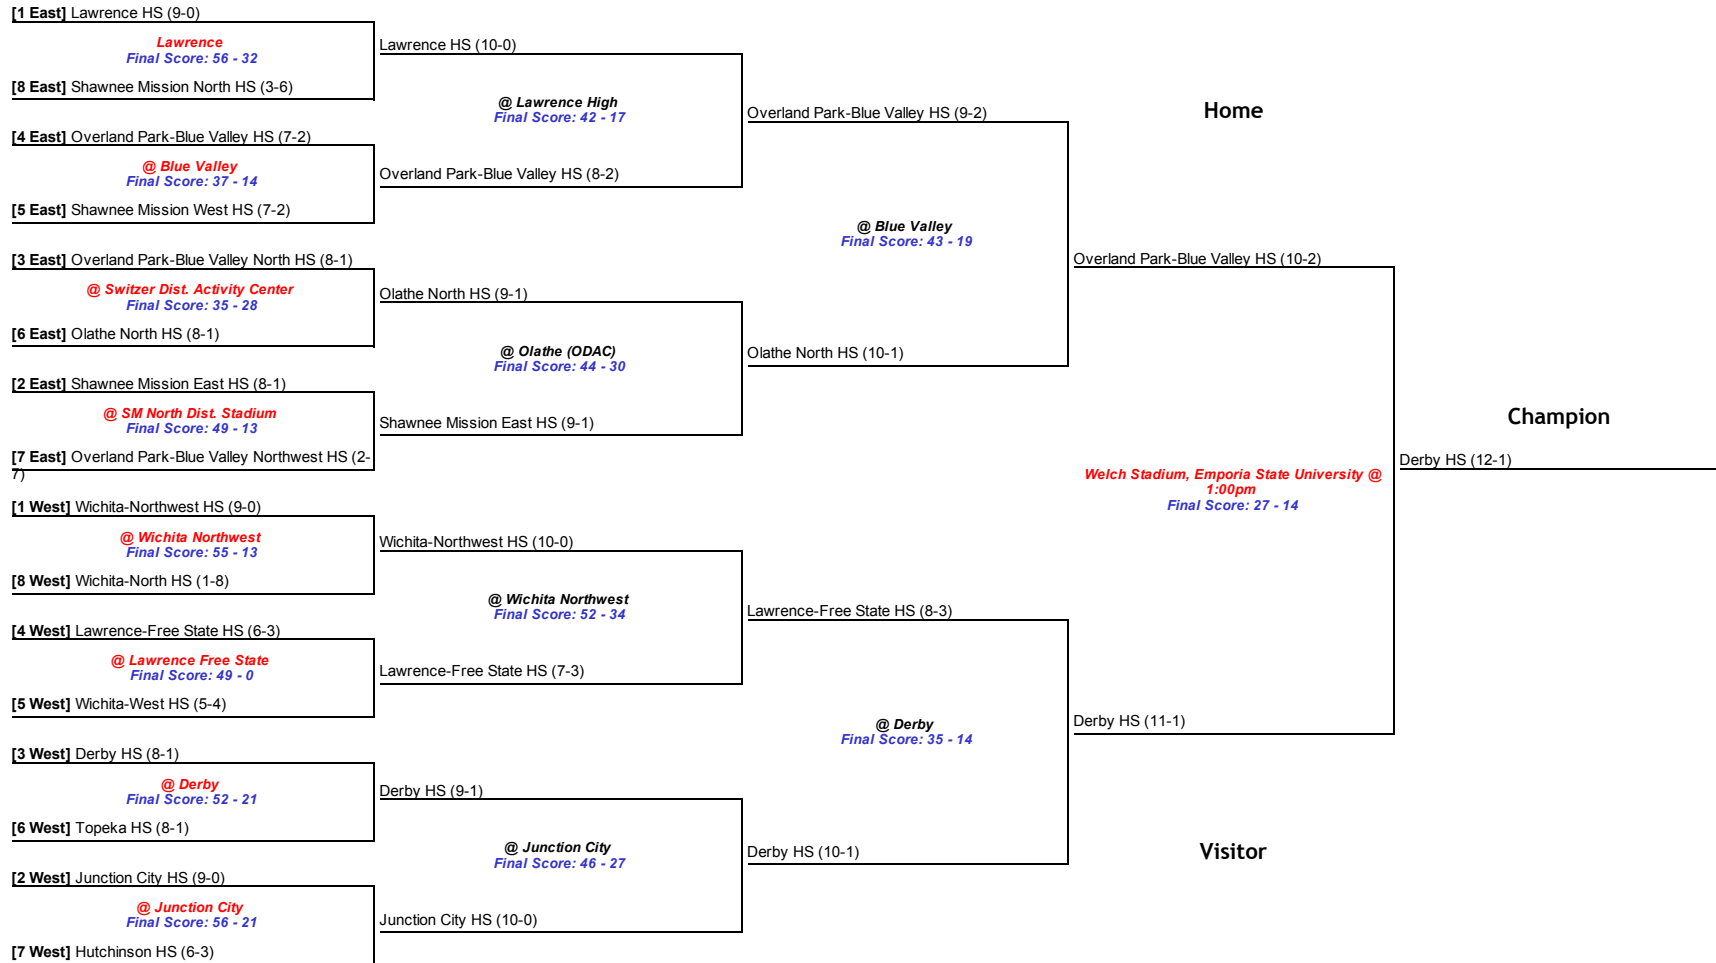 [1 East] Lawrence HS (9-0)
Lawrence
Final Score: 56 - 32
[8 East] Shawnee Mission North HS (3-6)
[4 East] Overland Park-Blue Valley HS (7-2)
@ Blue Valley
Final Score: 37 - 14
[5 East] Shawnee Mission West HS (7-2)
[3 East] Overland Park-Blue Valley North HS (8-1)
@ Switzer Dist. Activity Center
Final Score: 35 - 28
[6 East] Olathe North HS (8-1)
[2 East] Shawnee Mission East HS (8-1)
@ SM North Dist. Stadium
Final Score: 49 - 13
[7 East] Overland Park-Blue Valley Northwest HS (2-
7)
[1 West] Wichita-Northwest HS (9-0)
@ Wichita Northwest
Final Score: 55 - 13
[8 West] Wichita-North HS (1-8)
[4 West] Lawrence-Free State HS (6-3)
@ Lawrence Free State
Final Score: 49 - 0
[5 West] Wichita-West HS (5-4)
[3 West] Derby HS (8-1)
@ Derby
Final Score: 52 - 21
[6 West] Topeka HS (8-1)
[2 West] Junction City HS (9-0)
@ Junction City
Final Score: 56 - 21
[7 West] Hutchinson HS (6-3)
Lawrence HS (10-0)
@ Lawrence High
Final Score: 42 - 17
Overland Park-Blue Valley HS (8-2)
Olathe North HS (9-1)
@ Olathe (ODAC)
Final Score: 44 - 30
Shawnee Mission East HS (9-1)
Wichita-Northwest HS (10-0)
@ Wichita Northwest
Final Score: 52 - 34
Lawrence-Free State HS (7-3)
Derby HS (9-1)
@ Junction City
Final Score: 46 - 27
Junction City HS (10-0)
Overland Park-Blue Valley HS (9-2)
@ Blue Valley
Final Score: 43 - 19
Olathe North HS (10-1)
Lawrence-Free State HS (8-3)
@ Derby
Final Score: 35 - 14
Derby HS (10-1)
Home
Overland Park-Blue Valley HS (10-2)
Welch Stadium, Emporia State University @
1:00pm
Final Score: 27 - 14
Derby HS (11-1)
Visitor
Champion
Derby HS (12-1)